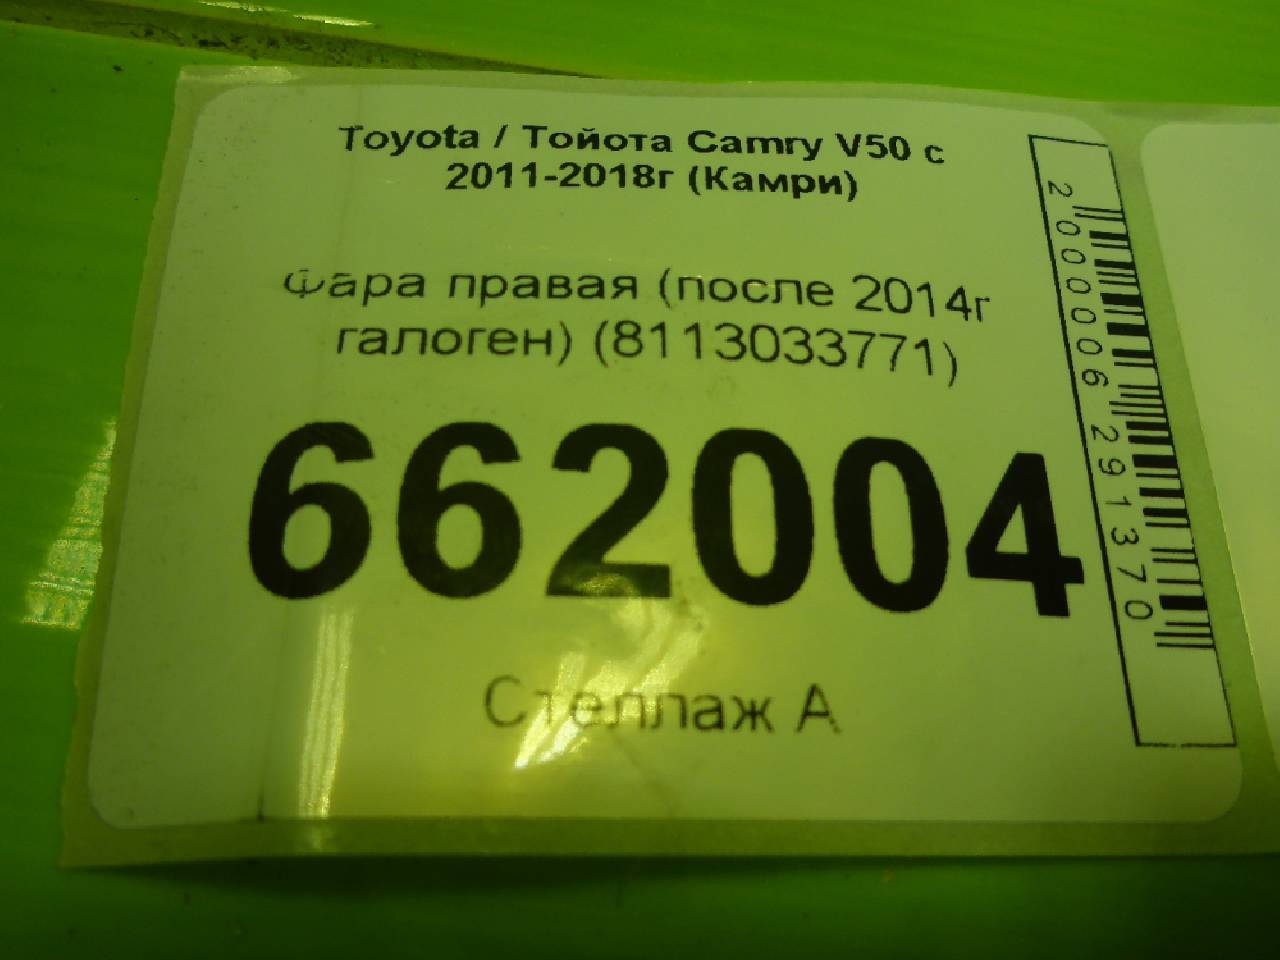 Toyota / Тойота Camry V50 с
2011-2018г (Камри)
Фара правая (после 2014г
галоген) (8113033771)
662004
Стеллаж А
2000006291370